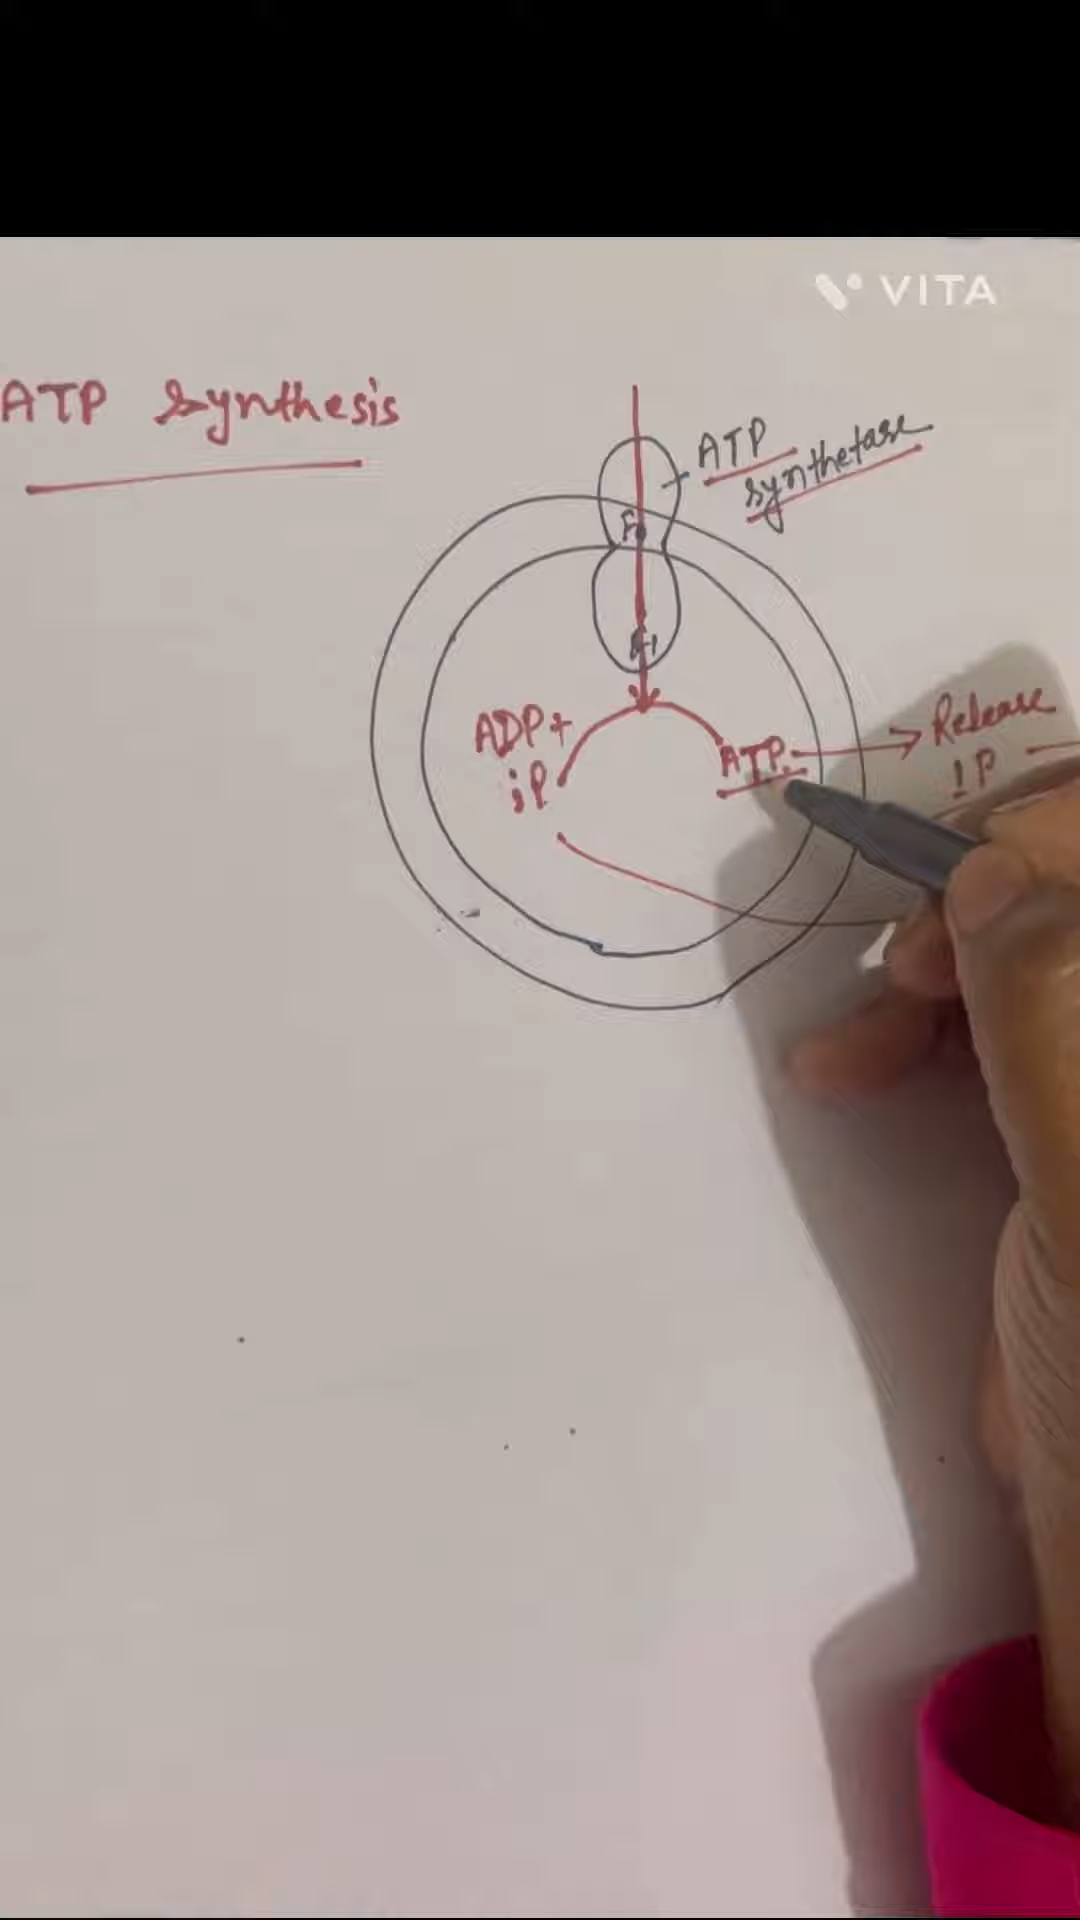 VITA
ATP synthesis
ATP
synthetase
F0
F1
ADP+
iP
ATP
Release
iP